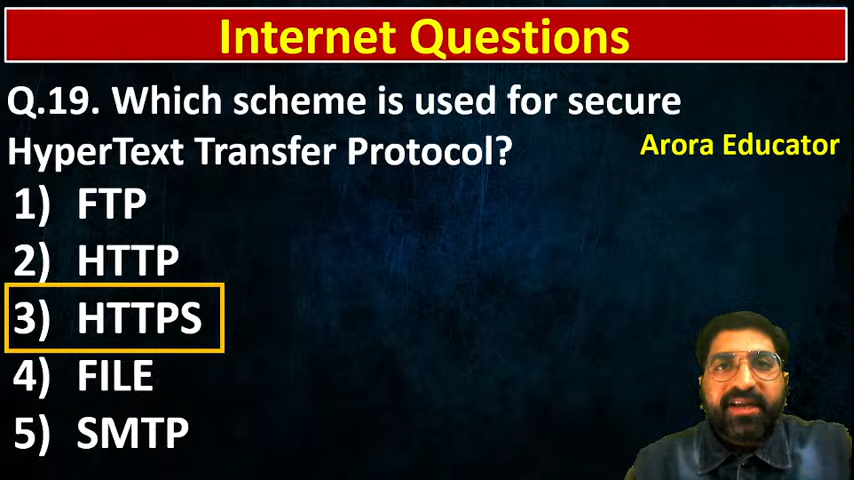 Internet Questions
Q.19. Which scheme is used for secure
HyperText Transfer Protocol?
Arora Educator
1) FTP
2) HTTP
3) HTTPS
4) FILE
5) SMTP